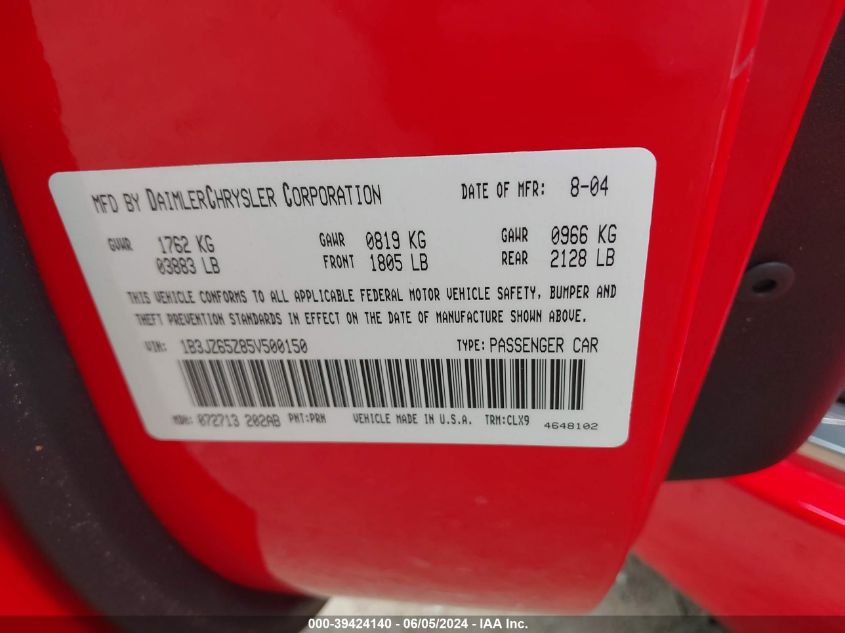 MFD BY DAIMLERCHRYSLER CORPORATION DATE OF MFR: 8-04
GVWR 1762 KG GAWR 0819 KG GAWR 0966 KG
03883 LB FRONT 1805 LB REAR 2128 LB
THIS VEHICLE CONFORMS TO ALL APPLICABLE FEDERAL MOTOR VEHICLE SAFETY, BUMPER AND
THEFT PREVENTION STANDARDS IN EFFECT ON THE DATE OF MANUFACTURE SHOWN ABOVE.
VIN: 1B3JZ65Z85V500150 TYPE: PASSENGER CAR
MDH: 072713 202AB PNT:PRM VEHICLE MADE IN U.S.A. TRM:CLX9 4648102
000-39424140 - 06/05/2024 - IAA Inc.